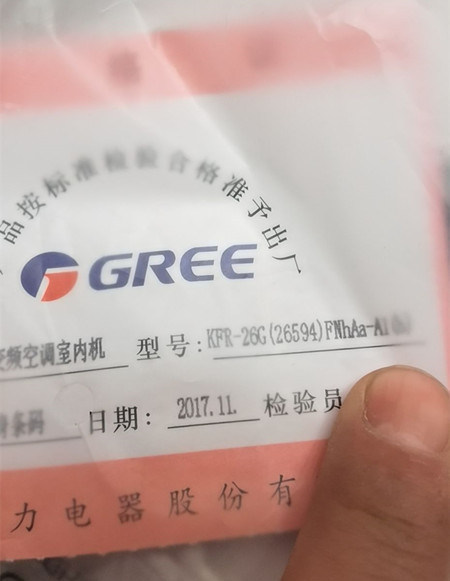 品按标准检验合格准予出厂
GREE
变频空调室内机 型号: KFR-26G(26594)FNhAa-A1
条码 日期: 2017.11. 检验员
力电器股份有